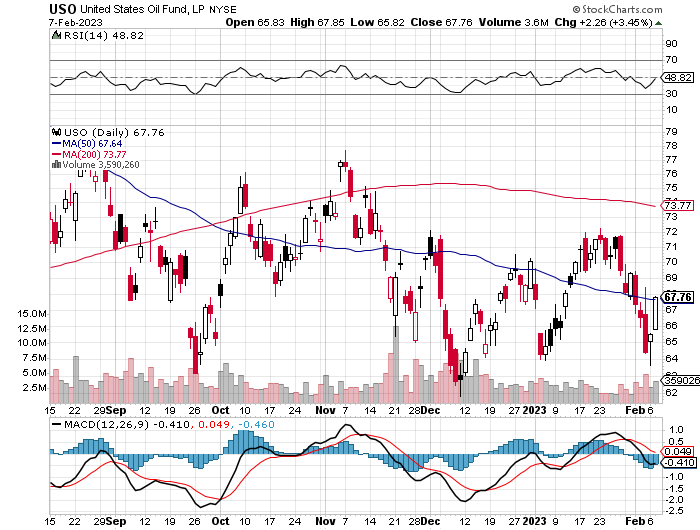 USO United States Oil Fund, LP NYSE © StockCharts.com
7-Feb-2023 Open 65.83 High 67.85 Low 65.82 Close 67.76 Volume 3.6M Chg +2.26 (+3.45%)
RSI(14) 48.82
90
70
50
48.82
30
10
USO (Daily) 67.76
MA(50) 67.64
MA(200) 73.77
Volume 3,590,260
79
78
77
76
75
74
73.77
73
72
71
70
69
68
67.76
67
66
65
64
63
62
15.0M
12.5M
10.0M
7.5M
5.0M
2.5M
3590260
15 22 29 Sep 12 19 26 Oct 10 17 24 Nov 7 14 21 28 Dec 12 19 27 2023 9 17 23 Feb 6
MACD(12,26,9) -0.410, 0.049, -0.460
1.0
0.5
0.049
-0.410
-1.0
-1.5
-2.0
-2.5
15 22 29 Sep 12 19 26 Oct 10 17 24 Nov 7 14 21 28 Dec 12 19 27 2023 9 17 23 Feb 6